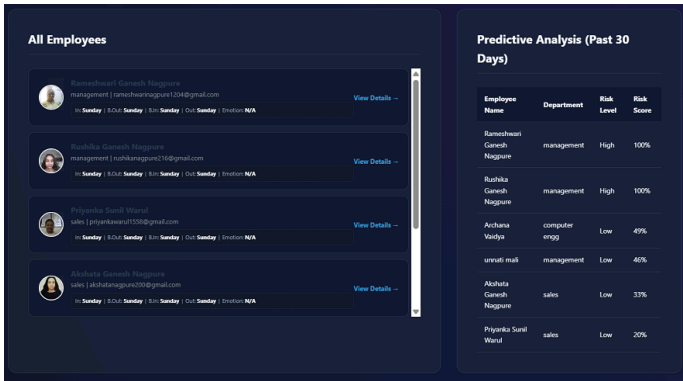 All Employees
Rameshwari Ganesh Nagpure
management | rameshwarinagpure1204@gmail.com
In: Sunday | B.Out: Sunday | B.In: Sunday | Out: Sunday | Emotion: N/A
View Details →
Rushika Ganesh Nagpure
management | rushikanagpure216@gmail.com
In: Sunday | B.Out: Sunday | B.In: Sunday | Out: Sunday | Emotion: N/A
View Details →
Priyanka Sunil Warul
sales | priyankawarul1558@gmail.com
In: Sunday | B.Out: Sunday | B.In: Sunday | Out: Sunday | Emotion: N/A
View Details →
Akshata Ganesh Nagpure
sales | akshatanagpure200@gmail.com
In: Sunday | B.Out: Sunday | B.In: Sunday | Out: Sunday | Emotion: N/A
View Details →
Predictive Analysis (Past 30
Days)
Employee Name Department Risk Level Risk Score
Rameshwari Ganesh Nagpure management High 100%
Rushika Ganesh Nagpure management High 100%
Archana Vaidya computer engg Low 49%
unnati mali management Low 46%
Akshata Ganesh Nagpure sales Low 33%
Priyanka Sunil Warul sales Low 20%